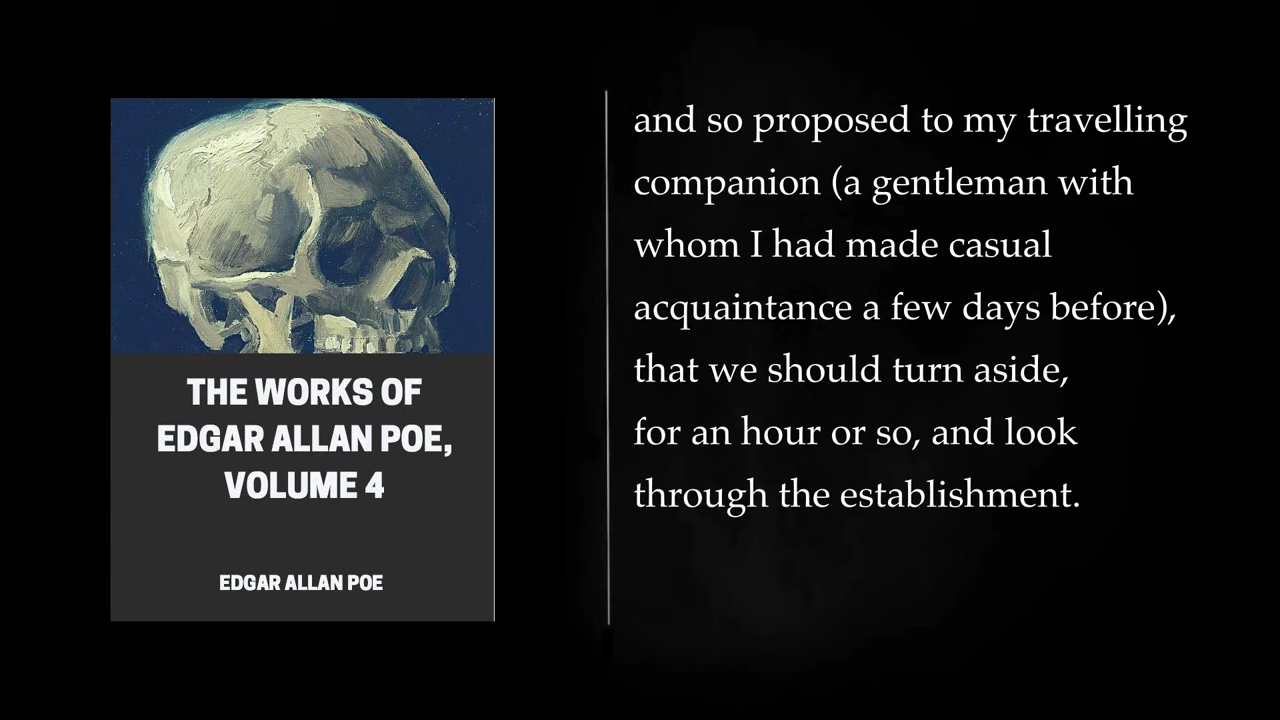 THE WORKS OF
EDGAR ALLAN POE,
VOLUME 4
EDGAR ALLAN POE
and so proposed to my travelling
companion (a gentleman with
whom I had made casual
acquaintance a few days before),
that we should turn aside,
for an hour or so, and look
through the establishment.